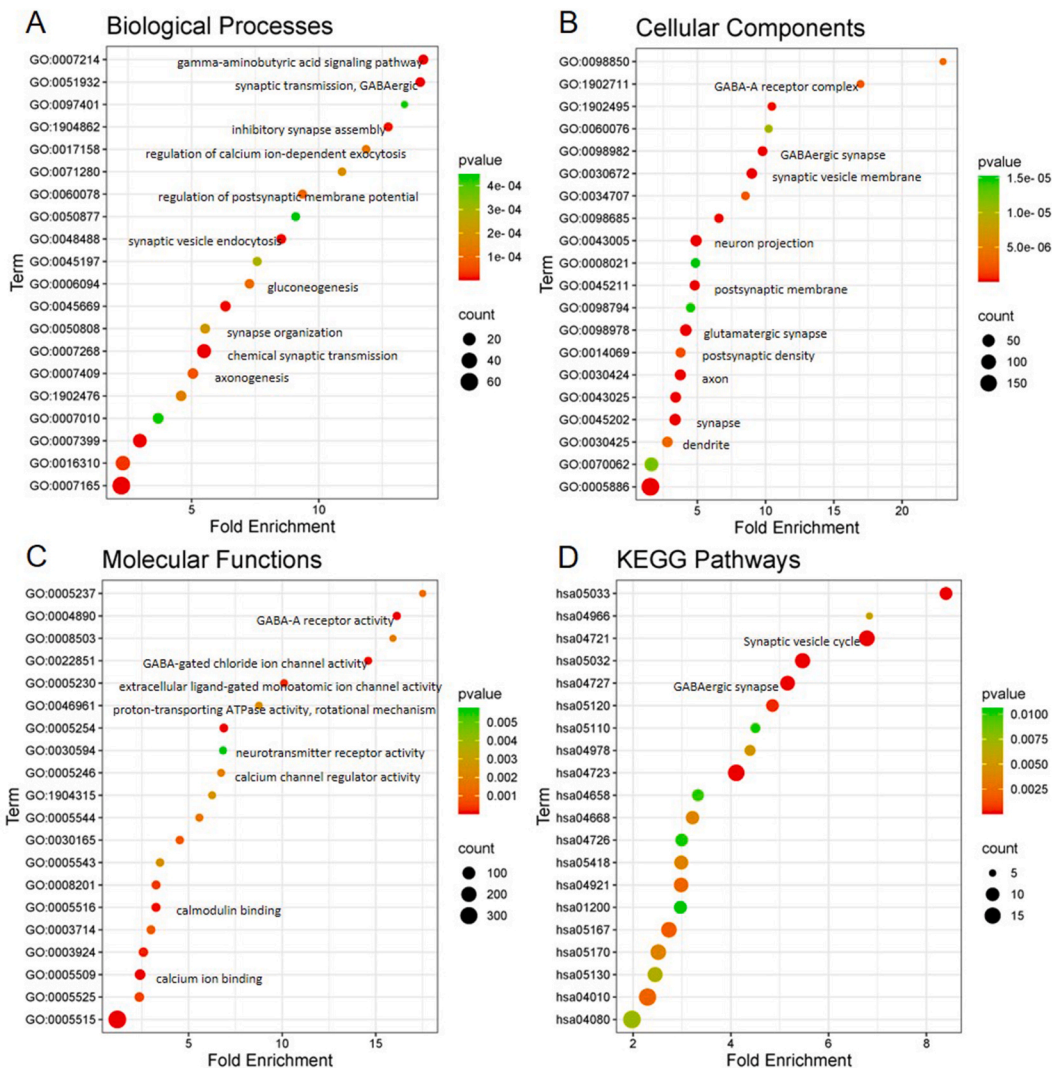 A
Biological Processes
GO:0007214
gamma-aminobutyric acid signaling pathway
GO:0051932
synaptic transmission, GABAergic
GO:0097401
GO:1904862
inhibitory synapse assembly
GO:0017158
regulation of calcium ion-dependent exocytosis
GO:0071280
GO:0060078
regulation of postsynaptic membrane potential
GO:0050877
GO:0048488
synaptic vesicle endocytosis
GO:0045197
GO:0006094
gluconeogenesis
GO:0045669
GO:0050808
synapse organization
GO:0007268
chemical synaptic transmission
GO:0007409
axonogenesis
GO:1902476
GO:0007010
GO:0007399
GO:0016310
GO:0007165
Term
5 10
Fold Enrichment
pvalue
4e-04
3e-04
2e-04
1e-04
count
20
40
60
B
Cellular Components
GO:0098850
GO:1902711
GABA-A receptor complex
GO:1902495
GO:0060076
GO:0098982
GABAergic synapse
GO:0030672
synaptic vesicle membrane
GO:0034707
GO:0098685
GO:0043005
neuron projection
GO:0008021
GO:0045211
postsynaptic membrane
GO:0098794
GO:0098978
glutamatergic synapse
GO:0014069
postsynaptic density
GO:0030424
axon
GO:0043025
GO:0045202
synapse
GO:0030425
dendrite
GO:0070062
GO:0005886
Term
5 10 15 20
Fold Enrichment
pvalue
1.5e-05
1.0e-05
5.0e-06
count
50
100
150
C
Molecular Functions
GO:0005237
GO:0004890
GABA-A receptor activity
GO:0008503
GO:0022851
GABA-gated chloride ion channel activity
GO:0005230
extracellular ligand-gated monoatomic ion channel activity
GO:0046961
proton-transporting ATPase activity, rotational mechanism
GO:0005254
GO:0030594
neurotransmitter receptor activity
GO:0005246
calcium channel regulator activity
GO:1904315
GO:0005544
GO:0030165
GO:0005543
GO:0008201
GO:0005516
calmodulin binding
GO:0003714
GO:0003924
GO:0005509
calcium ion binding
GO:0005525
GO:0005515
Term
5 10 15
Fold Enrichment
pvalue
0.005
0.004
0.003
0.002
0.001
count
100
200
300
D
KEGG Pathways
hsa05033
hsa04966
hsa04721
Synaptic vesicle cycle
hsa05032
hsa04727
GABAergic synapse
hsa05120
hsa05110
hsa04978
hsa04723
hsa04658
hsa04668
hsa04726
hsa05418
hsa04921
hsa01200
hsa05167
hsa05170
hsa05130
hsa04010
hsa04080
Term
2 4 6 8
Fold Enrichment
pvalue
0.0100
0.0075
0.0050
0.0025
count
5
10
15